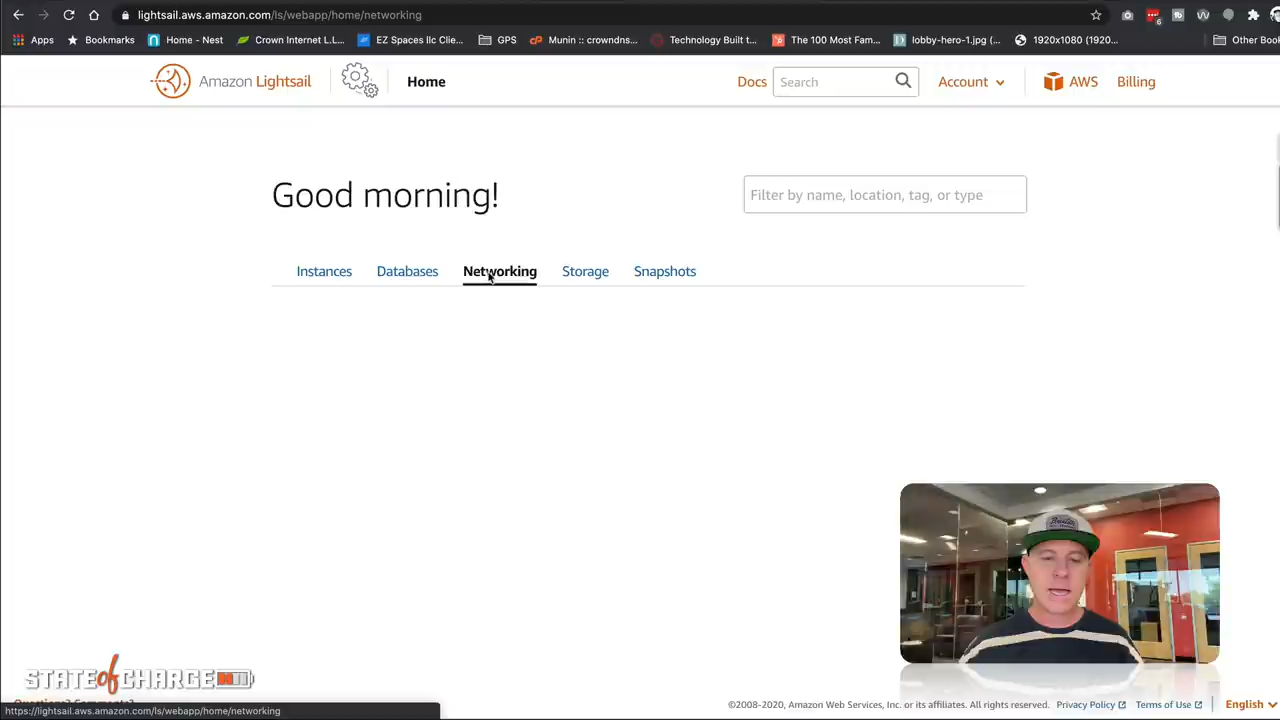 lightsail.aws.amazon.com/ls/webapp/home/networking
6
Apps
Bookmarks
Home - Nest
Crown Internet L.L...
EZ Spaces llc Clie...
GPS
Munin :: crowndns...
Technology Built t...
The 100 Most Fam...
lobby-hero-1.jpg (...
1920x1080 (1920...
Other Book
Amazon Lightsail
Home
Docs
Search
Account
AWS
Billing
Good morning!
Filter by name, location, tag, or type
Instances
Databases
Networking
Storage
Snapshots
STATE of CHARGE
Questions? Comments?
https://lightsail.aws.amazon.com/ls/webapp/home/networking
©2008-2020, Amazon Web Services, Inc. or its affiliates. All rights reserved.
Privacy Policy
Terms of Use
English